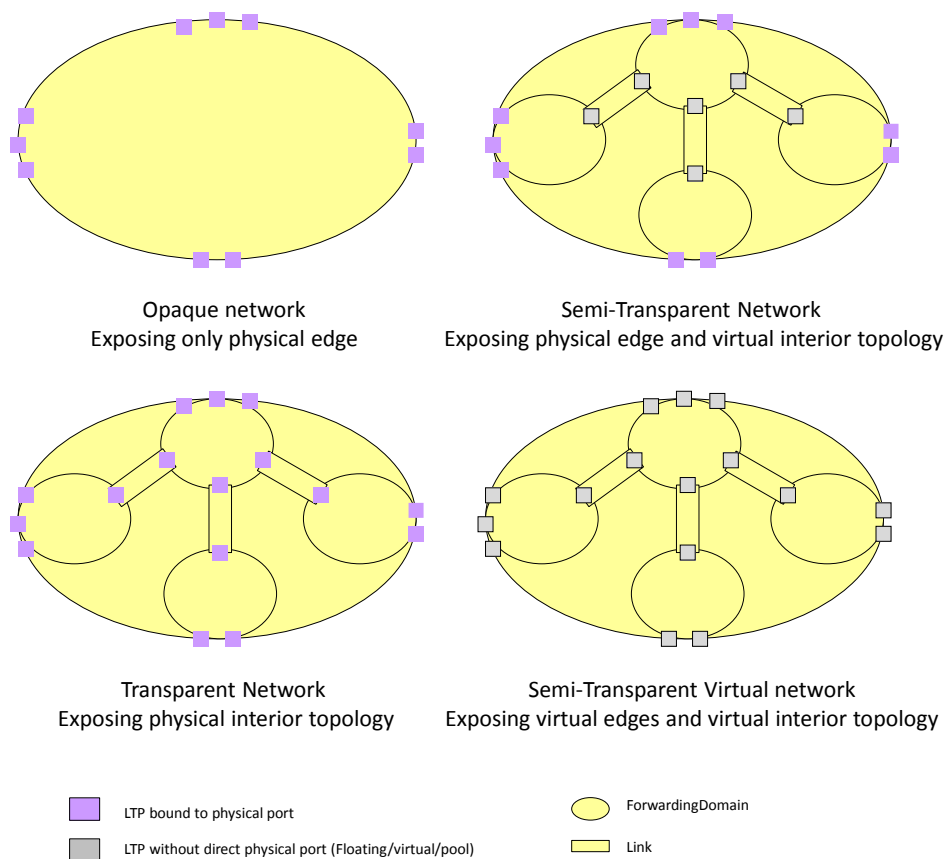 Opaque network
Exposing only physical edge
Semi-Transparent Network
Exposing physical edge and virtual interior topology
Transparent Network
Exposing physical interior topology
Semi-Transparent Virtual network
Exposing virtual edges and virtual interior topology
LTP bound to physical port
ForwardingDomain
LTP without direct physical port (Floating/virtual/pool)
Link